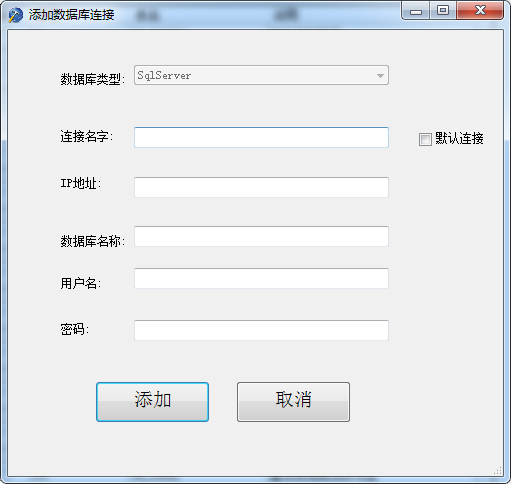 添加数据库连接
数据库类型:
SqlServer
连接名字:
默认连接
IP地址:
数据库名称:
用户名:
密码:
添加
取消